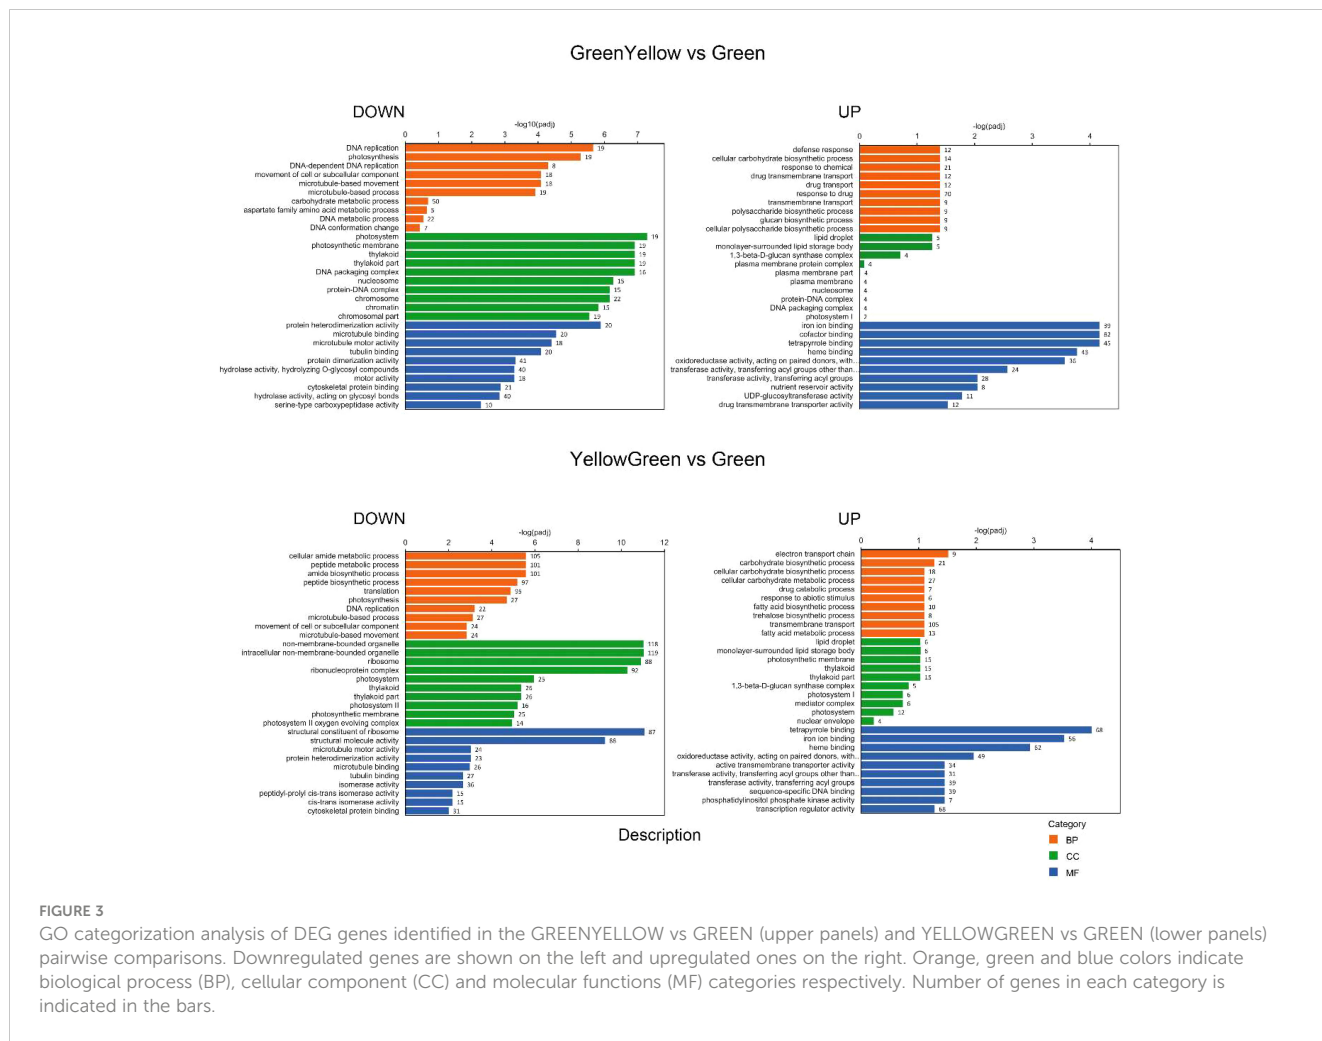 GreenYellow vs Green
DOWN
-log10(padj)
0 1 2 3 4 5 6 7
DNA replication 19
photosynthesis 19
DNA-dependent DNA replication 8
movement of cell or subcellular component 18
microtubule-based movement 18
microtubule-based process 19
carbohydrate metabolic process 50
aspartate family amino acid metabolic process 5
DNA metabolic process 22
DNA conformation change 7
photosystem 19
photosynthetic membrane 19
thylakoid 19
thylakoid part 19
DNA packaging complex 16
nucleosome 15
protein-DNA complex 15
chromosome 22
chromatin 15
chromosomal part 19
protein heterodimerization activity 20
microtubule binding 20
microtubule motor activity 18
tubulin binding 20
protein dimerization activity 41
hydrolase activity, hydrolyzing O-glycosyl compounds 40
motor activity 18
cytoskeletal protein binding 21
hydrolase activity, acting on glycosyl bonds 40
serine-type carboxypeptidase activity 10
UP
-log(padj)
0 1 2 3 4
defense response 12
cellular carbohydrate biosynthetic process 14
response to chemical 21
drug transmembrane transport 12
drug transport 12
response to drug 70
transmembrane transport 9
polysaccharide biosynthetic process 9
glucan biosynthetic process 9
cellular polysaccharide biosynthetic process 9
lipid droplet 5
monolayer-surrounded lipid storage body 5
1,3-beta-D-glucan synthase complex 4
plasma membrane protein complex 4
plasma membrane part 4
plasma membrane 4
nucleosome 4
protein-DNA complex 4
DNA packaging complex 4
photosystem I 2
iron ion binding 39
cofactor binding 82
tetrapyrrole binding 45
heme binding 43
oxidoreductase activity, acting on paired donors, with... 36
transferase activity, transferring acyl groups other than... 24
transferase activity, transferring acyl groups 28
nutrient reservoir activity 8
UDP-glucosyltransferase activity 11
drug transmembrane transporter activity 12
YellowGreen vs Green
DOWN
-log(padj)
0 2 4 6 8 10 12
cellular amide metabolic process 105
peptide metabolic process 101
amide biosynthetic process 101
peptide biosynthetic process 97
translation 95
photosynthesis 27
DNA replication 22
microtubule-based process 27
movement of cell or subcellular component 24
microtubule-based movement 24
non-membrane-bounded organelle 118
intracellular non-membrane-bounded organelle 119
ribosome 88
ribonucleoprotein complex 92
photosystem 25
thylakoid 26
thylakoid part 26
photosystem II 16
photosynthetic membrane 25
photosystem II oxygen evolving complex 14
structural constituent of ribosome 87
structural molecule activity 88
microtubule motor activity 24
protein heterodimerization activity 23
microtubule binding 26
tubulin binding 27
isomerase activity 36
peptidyl-prolyl cis-trans isomerase activity 15
cis-trans isomerase activity 15
cytoskeletal protein binding 31
UP
-log(padj)
0 1 2 3 4
electron transport chain 9
carbohydrate biosynthetic process 21
cellular carbohydrate biosynthetic process 18
cellular carbohydrate metabolic process 27
drug catabolic process 7
response to abiotic stimulus 6
fatty acid biosynthetic process 10
trehalose biosynthetic process 8
transmembrane transport 105
fatty acid metabolic process 13
lipid droplet 6
monolayer-surrounded lipid storage body 6
photosynthetic membrane 15
thylakoid 15
thylakoid part 15
1,3-beta-D-glucan synthase complex 5
photosystem I 6
mediator complex 6
photosystem 12
nuclear envelope 4
tetrapyrrole binding 68
iron ion binding 56
heme binding 62
oxidoreductase activity, acting on paired donors, with... 49
active transmembrane transporter activity 34
transferase activity, transferring acyl groups other than... 31
transferase activity, transferring acyl groups 39
sequence-specific DNA binding 39
phosphatidylinositol phosphate kinase activity 7
transcription regulator activity 68
Description
Category
BP
CC
MF
FIGURE 3
GO categorization analysis of DEG genes identified in the GREENYELLOW vs GREEN (upper panels) and YELLOWGREEN vs GREEN (lower panels)
pairwise comparisons. Downregulated genes are shown on the left and upregulated ones on the right. Orange, green and blue colors indicate
biological process (BP), cellular component (CC) and molecular functions (MF) categories respectively. Number of genes in each category is
indicated in the bars.